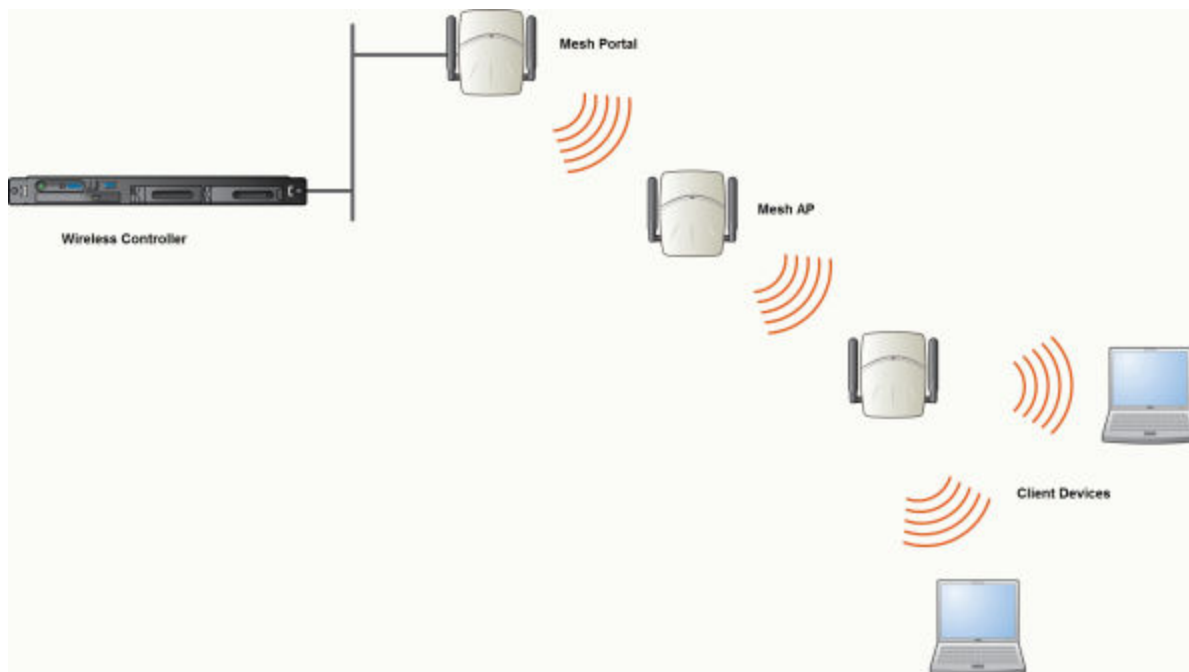 Mesh Portal
Mesh AP
Wireless Controller
Client Devices